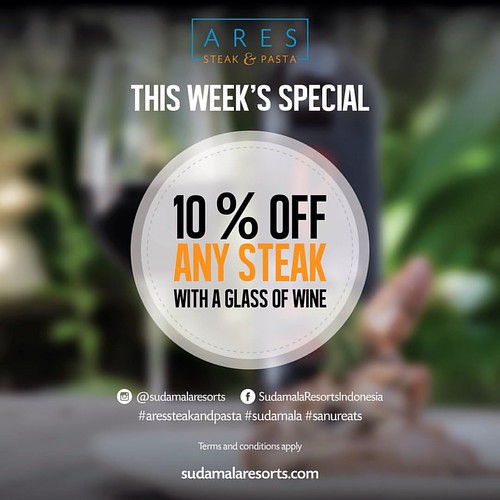 ARES
STEAK & PASTA
THIS WEEK'S SPECIAL
10 % OFF
ANY STEAK
WITH A GLASS OF WINE
@sudamalaresorts SudamalaResortsIndonesia
#aressteakandpasta #sudamala #sanureats
Terms and conditions apply
sudamalaresorts.com